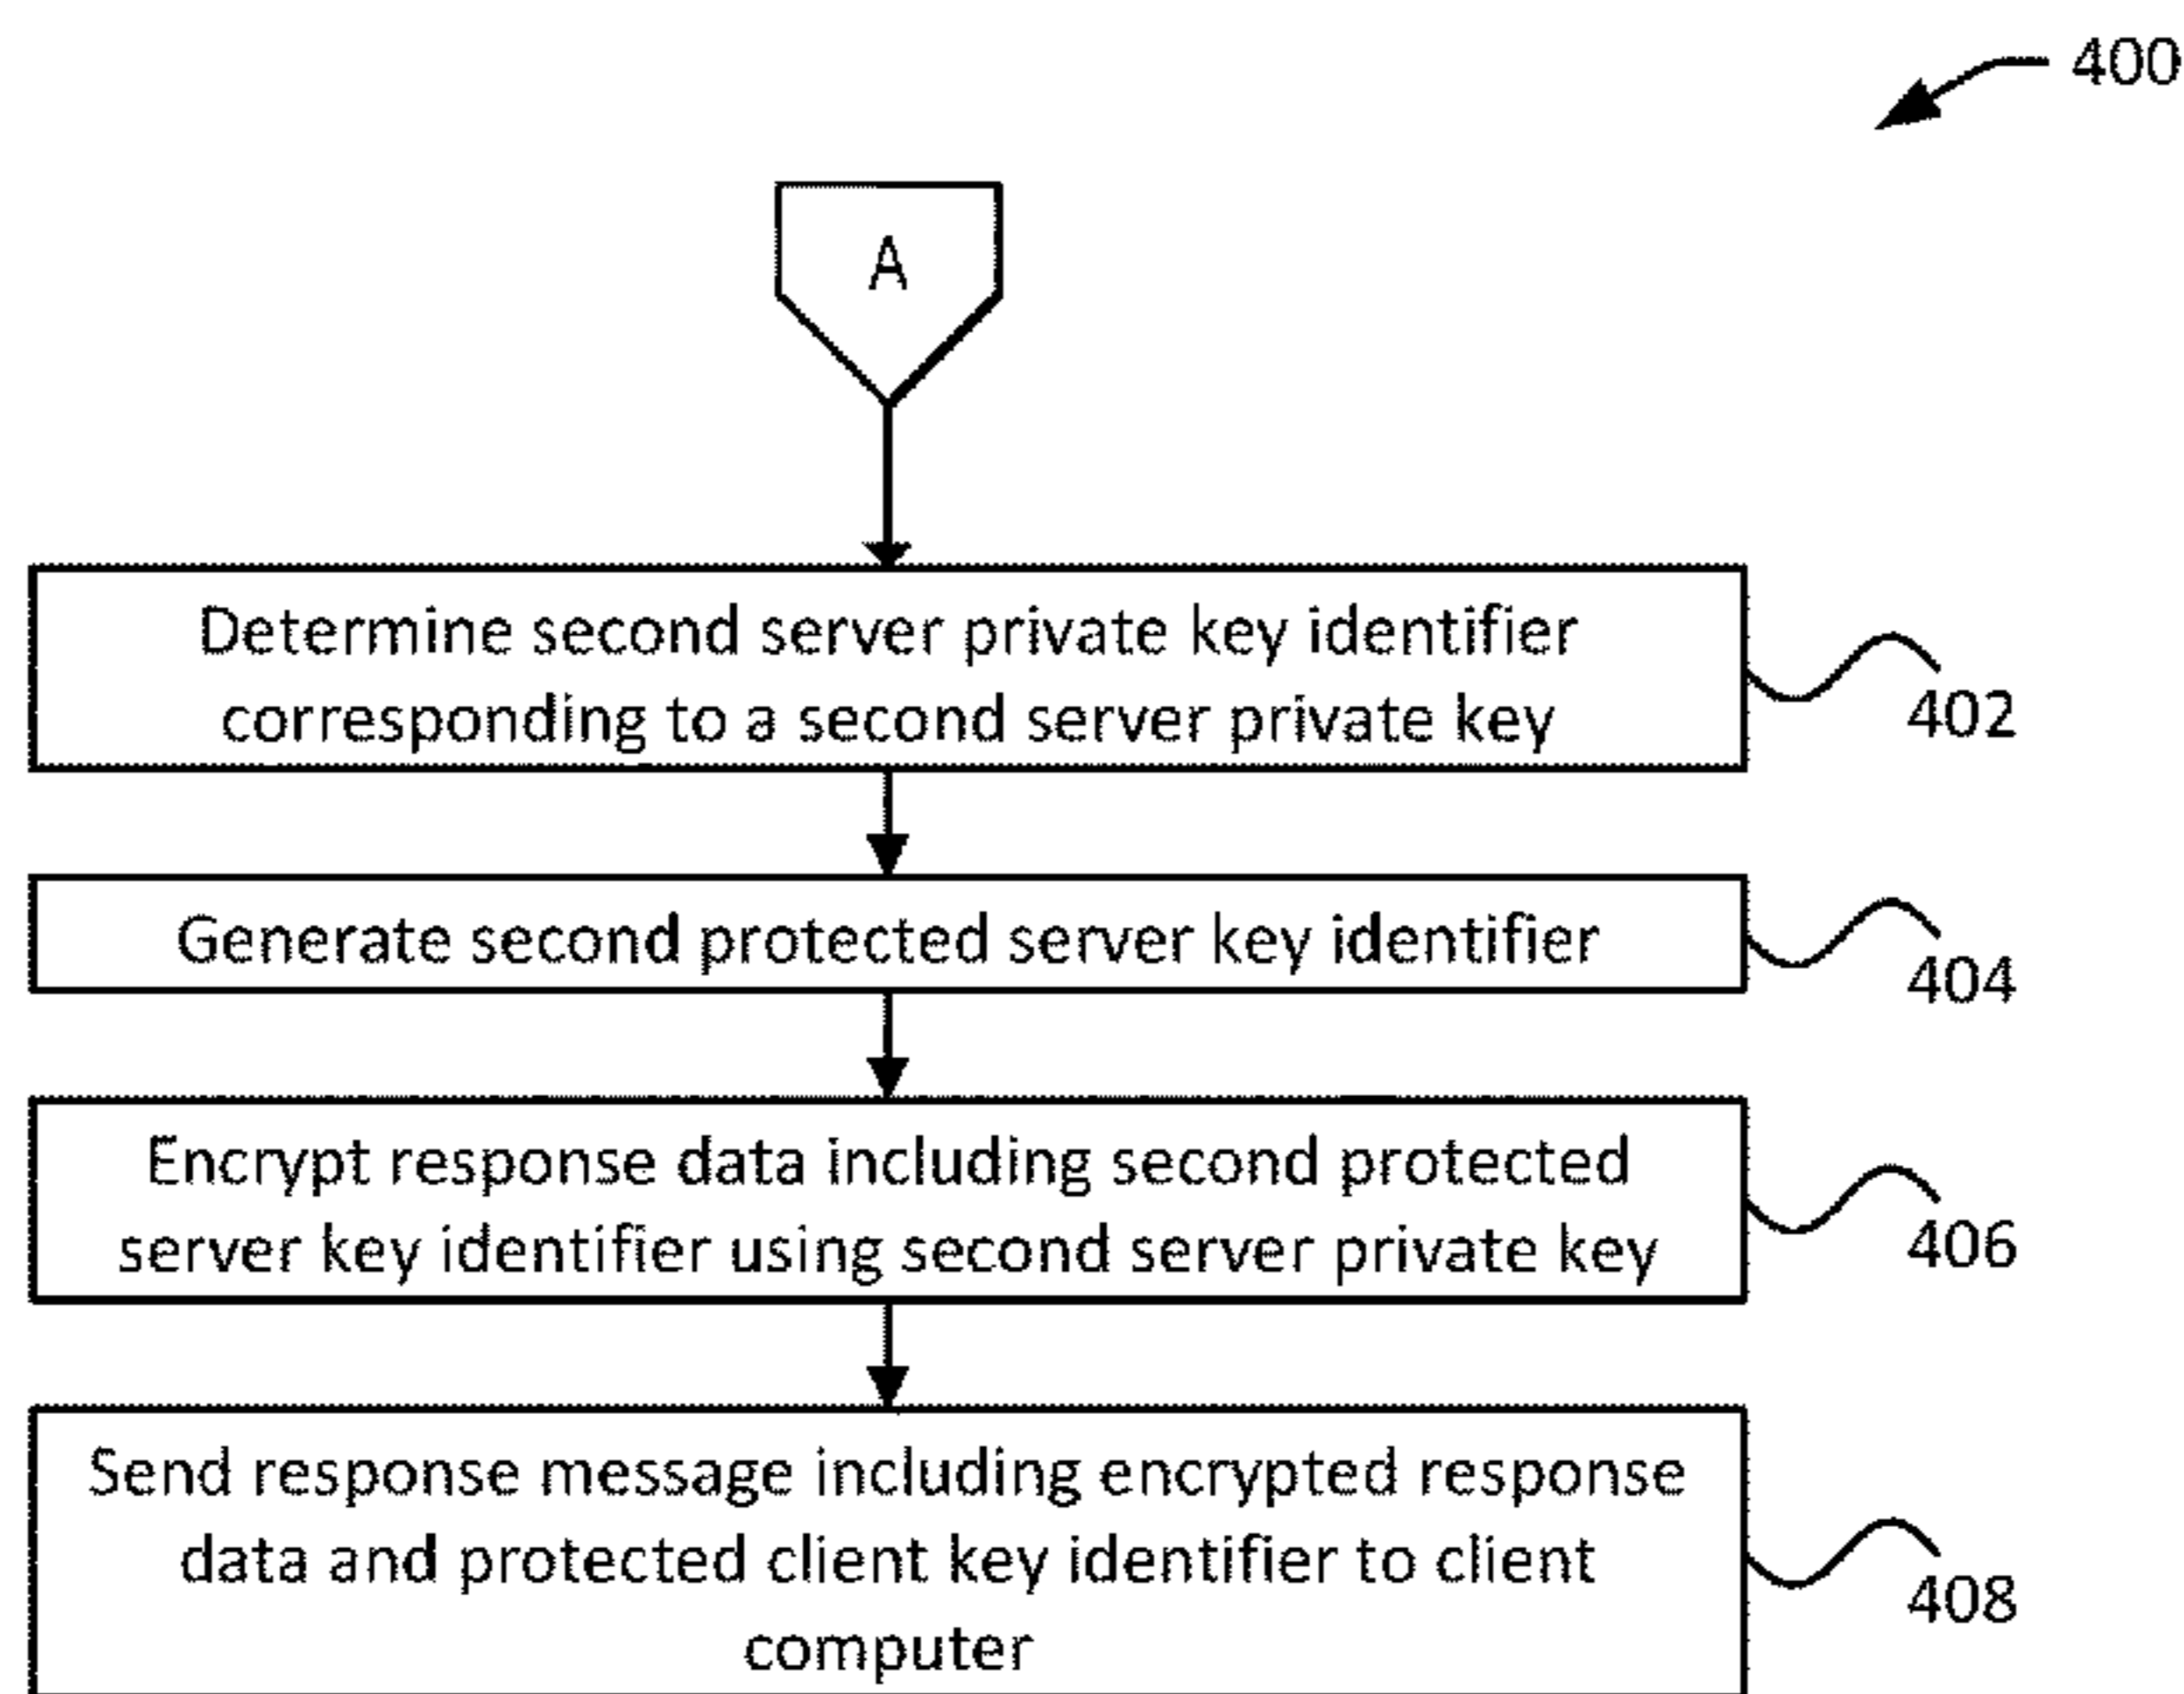 400
A
Determine second server private key identifier
corresponding to a second server private key
402
Generate second protected server key identifier
404
Encrypt response data including second protected
server key identifier using second server private key
406
Send response message including encrypted response
data and protected client key identifier to client
computer
408